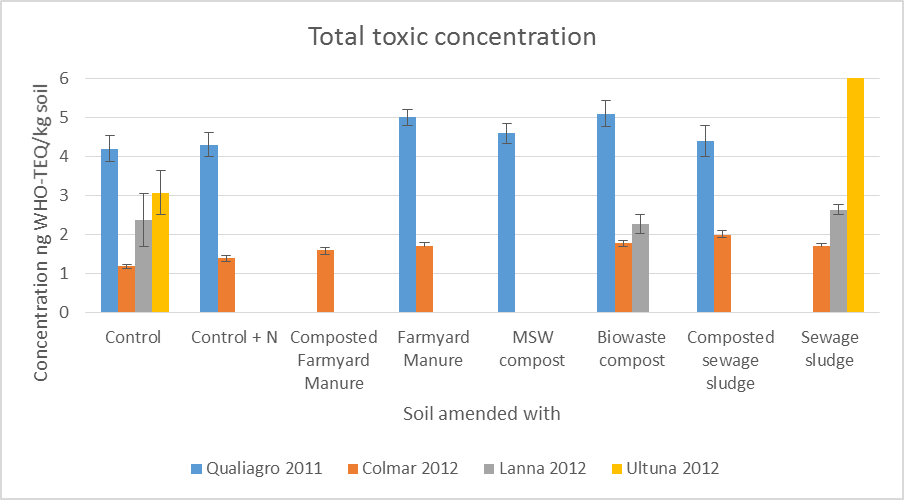 Total toxic concentration
Concentration ng WHO-TEQ/kg soil
6
5
4
3
2
1
0
Control
Control + N
Composted
Farmyard
Manure
Farmyard
Manure
MSW
compost
Biowaste
compost
Composted
sewage
sludge
Sewage
sludge
Soil amended with
Qualiagro 2011
Colmar 2012
Lanna 2012
Ultuna 2012